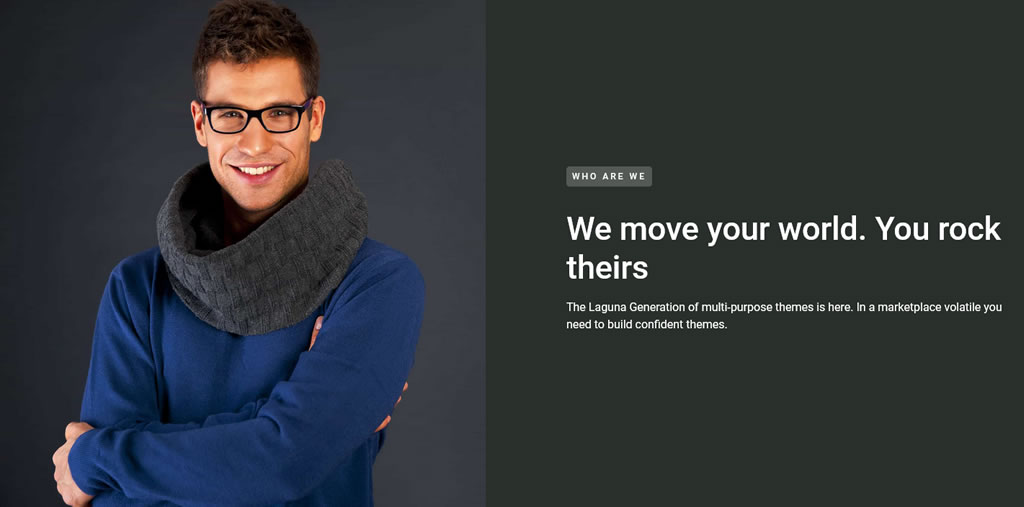 WHO ARE WE
We move your world. You rock
theirs
The Laguna Generation of multi-purpose themes is here. In a marketplace volatile you
need to build confident themes.